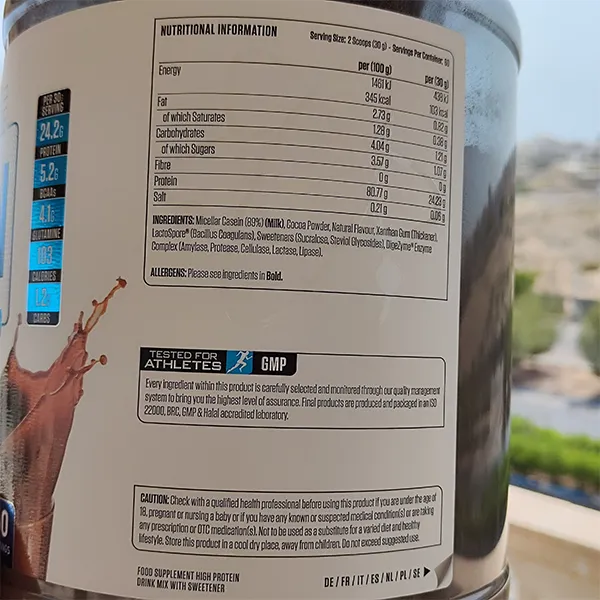 NUTRITIONAL INFORMATION
Serving Size: 2 Scoops (30 g) - Servings Per Container: 60
per (100 g) per (30 g)
Energy 1461 kJ 438 kJ
345 kcal 103 kcal
Fat 2.73 g 0.82 g
of which Saturates 1.28 g 0.38 g
Carbohydrates 4.04 g 1.21 g
of which Sugars 3.57 g 1.07 g
Fibre 0 g 0 g
Protein 80.77 g 24.23 g
Salt 0.21 g 0.06 g
INGREDIENTS: Micellar Casein (89%) (Milk), Cocoa Powder, Natural Flavour, Xanthan Gum (Thickener),
LactoSpore® (Bacillus Coagulans), Sweeteners (Sucralose, Steviol Glycosides), DigeZyme® Enzyme
Complex (Amylase, Protease, Cellulase, Lactase, Lipase).
ALLERGENS: Please see Ingredients in Bold.
PER 30G
SERVING
24.2G
PROTEIN
5.2G
BCAAs
4.1G
GLUTAMINE
103
CALORIES
1.2G
CARBS
TESTED FOR
ATHLETES
GMP
Every ingredient within this product is carefully selected and monitored through our quality management
system to bring you the highest level of assurance. Final products are produced and packaged in an ISO
22000, BRC, GMP & Halal accredited laboratory.
CAUTION: Check with a qualified health professional before using this product if you are under the age of
18, pregnant or nursing a baby or if you have any known or suspected medical condition(s) or are taking
any prescription or OTC medication(s). Not to be used as a substitute for a varied diet and healthy
lifestyle. Store this product in a cool dry place, away from children. Do not exceed suggested use.
FOOD SUPPLEMENT HIGH PROTEIN
DRINK MIX WITH SWEETENER
DE / FR / IT / ES / NL / PL / SE